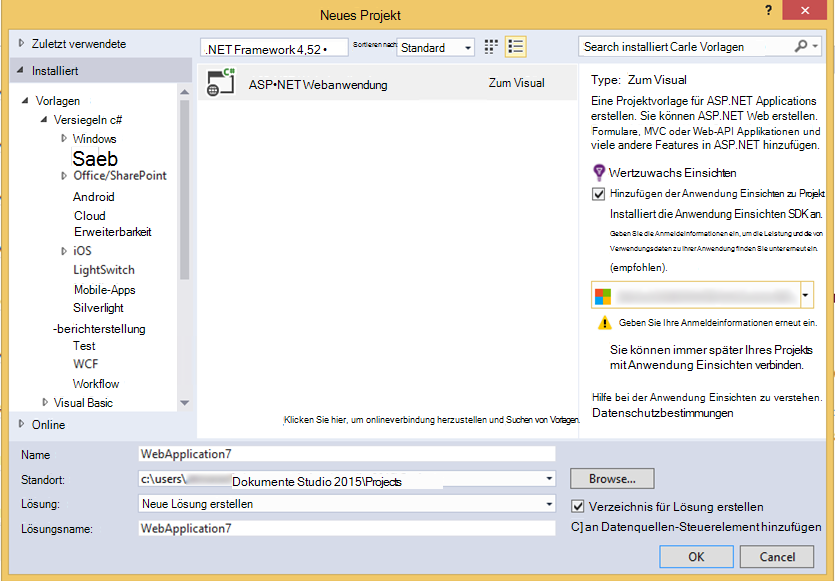 Neues Projekt
?
Zuletzt verwendete
.NET Framework 4,52 •
Sortieren nach
Standard
Search installiert Carle Vorlagen
Installiert
Vorlagen
Versiegeln c#
Windows
Saeb
Office/SharePoint
Android
Cloud
Erweiterbarkeit
iOS
LightSwitch
Mobile-Apps
Silverlight
-berichterstellung
Test
WCF
Workflow
Visual Basic
Online
C#
ASP•NET Webanwendung
Zum Visual
Klicken Sie hier, um onlineverbindung herzustellen und Suchen von Vorlagen.
Type: Zum Visual
Eine Projektvorlage für ASP.NET Applications
erstellen. Sie können ASP.NET Web erstellen.
Formulare, MVC oder Web-API Applikationen und
viele andere Features in ASP.NET hinzufügen.
Wertzuwachs Einsichten
Hinzufügen der Anwendung Einsichten zu Projekt
Installiert die Anwendung Einsichten SDK an.
Geben Sie die Anmeldeinformationen ein, um die Leistung und die von
Verwendungsdaten zu Ihrer Anwendung finden Sie unter erneut ein.
(empfohlen).
Geben Sie Ihre Anmeldeinformationen erneut ein.
Sie können immer später Ihres Projekts
mit Anwendung Einsichten verbinden.
Hilfe bei der Anwendung Einsichten zu verstehen.
Datenschutzbestimmungen
Name
WebApplication7
Standort:
c:\users\
Dokumente Studio 2015\Projects
Browse...
Lösung:
Neue Lösung erstellen
Verzeichnis für Lösung erstellen
Lösungsname:
WebApplication7
C] an Datenquellen-Steuerelement hinzufügen
OK
Cancel